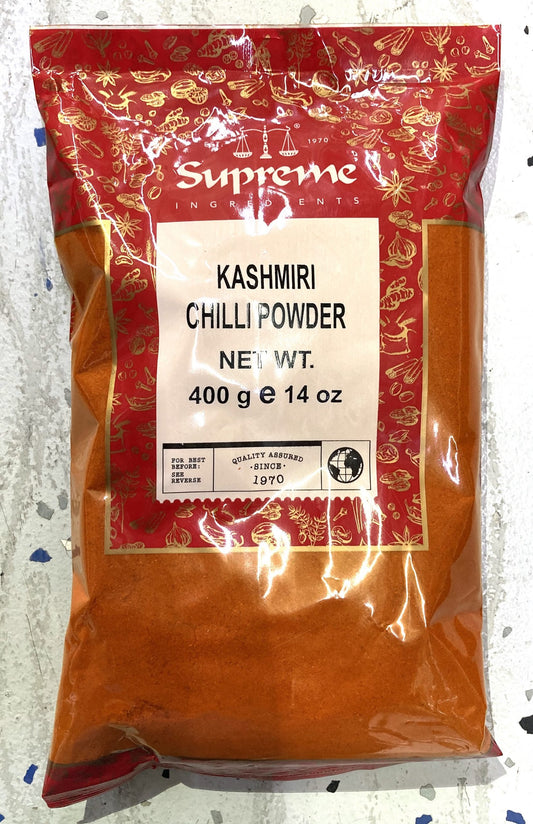 1970
Supreme
INGREDIENTS
KASHMIRI
CHILLI POWDER
NET WT.
400 g e 14 oz
FOR BEST
BEFORE:
SEE
REVERSE
QUALITY ASSURED
·SINCE·
1970